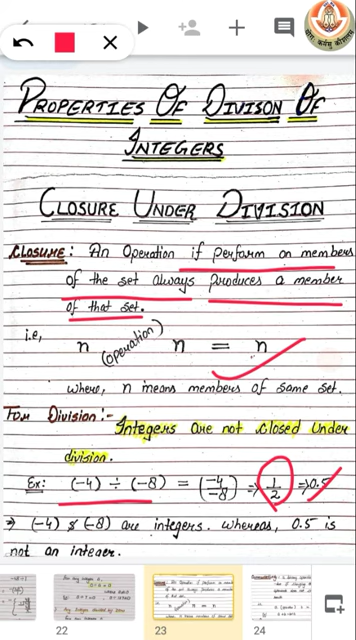 PROPERTIES OF DIVISON OF
INTEGERS
CLOSURE UNDER DIVISION
CLOSURE: An Operation if perform on members
of the set always produces a member
of that set.
i.e, n (operation) n = n
where, n means members of same set.
For Division:-
Integers are not closed under
division.
Ex: (-4) ÷ (-8) = (-4/-8) ⇒ 1/2 ⇒ 0.5
⇒ (-4) & (-8) are integers. whereas, 0.5 is
not an integer.
22
23
24